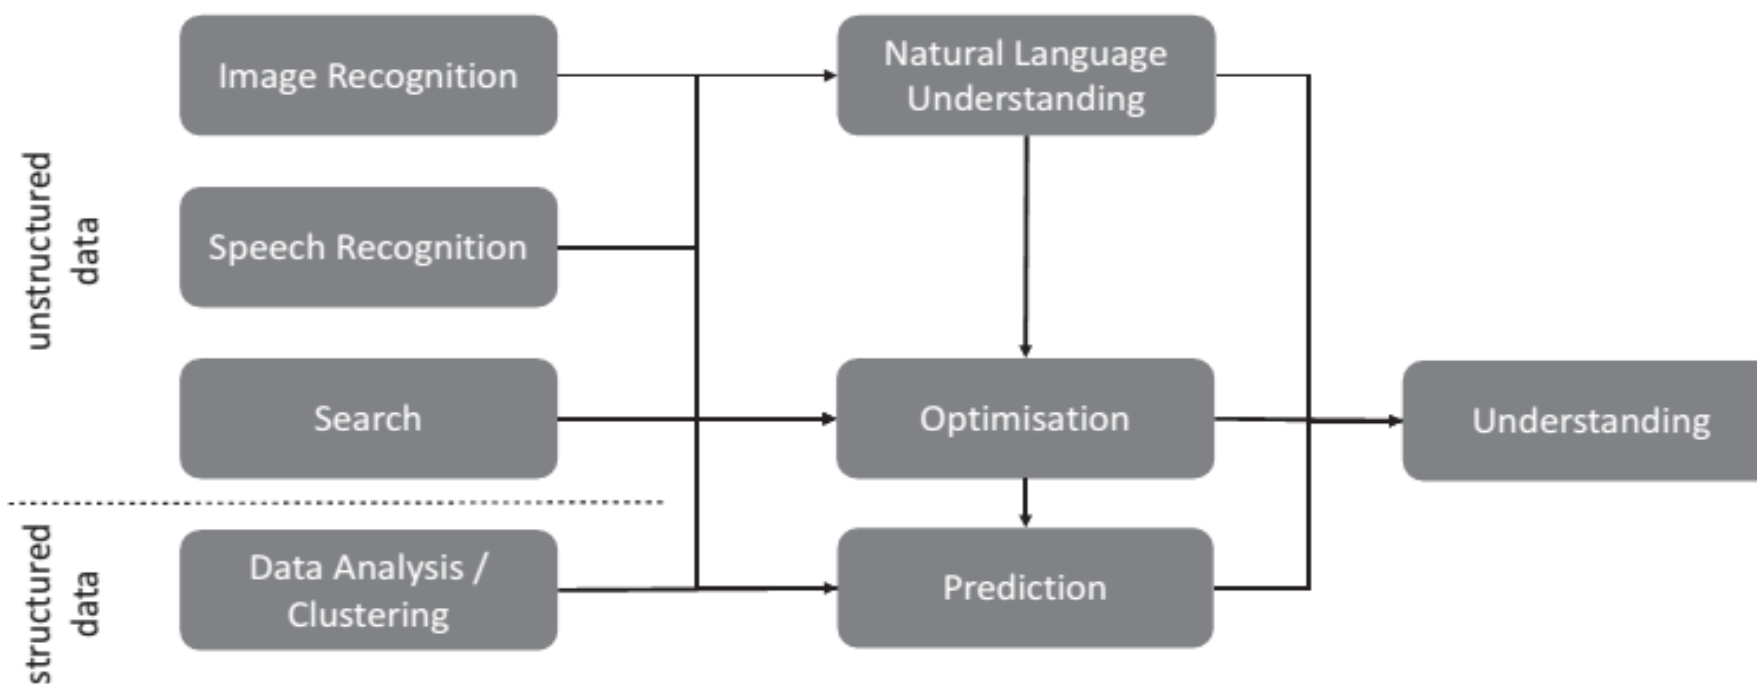 unstructured
data
structured
data
Image Recognition
Speech Recognition
Search
Data Analysis /
Clustering
Natural Language
Understanding
Optimisation
Prediction
Understanding